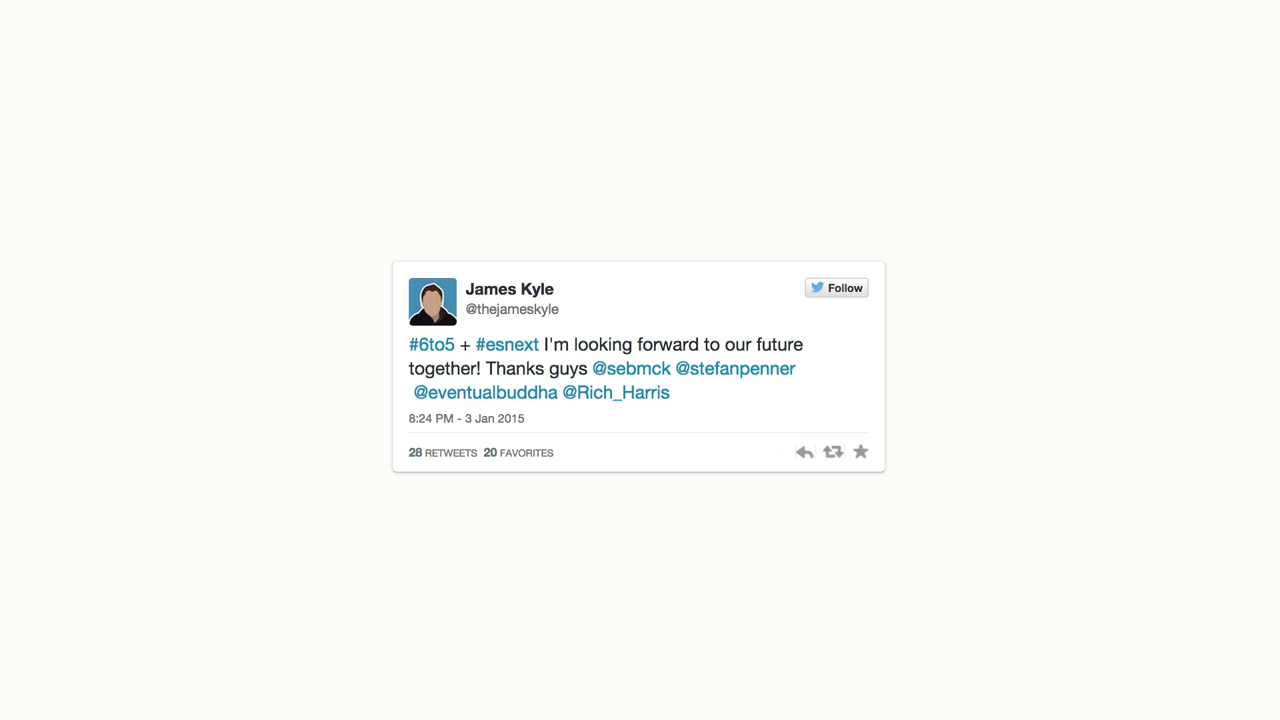 James Kyle
Follow
@thejameskyle
#6to5 + #esnext I'm looking forward to our future
together! Thanks guys @sebmck @stefanpenner
@eventualbuddha @Rich_Harris
8:24 PM - 3 Jan 2015
28 RETWEETS 20 FAVORITES